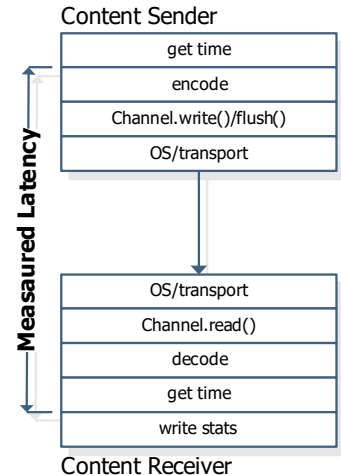 Content Sender
get time
encode
Channel.write()/flush()
OS/transport
Measaured Latency
OS/transport
Channel.read()
decode
get time
write stats
Content Receiver